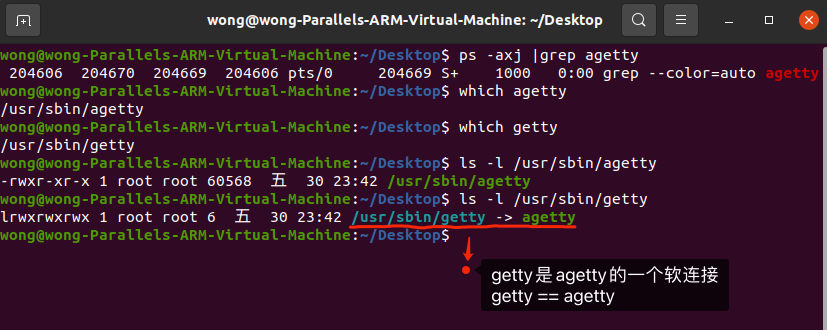 wong@wong-Parallels-ARM-Virtual-Machine: ~/Desktop
wong@wong-Parallels-ARM-Virtual-Machine:~/Desktop$ ps -axj |grep agetty
204606  204670  204669  204606 pts/0     204669 S+    1000   0:00 grep --color=auto agetty
wong@wong-Parallels-ARM-Virtual-Machine:~/Desktop$ which agetty
/usr/sbin/agetty
wong@wong-Parallels-ARM-Virtual-Machine:~/Desktop$ which getty
/usr/sbin/getty
wong@wong-Parallels-ARM-Virtual-Machine:~/Desktop$ ls -l /usr/sbin/agetty
-rwxr-xr-x 1 root root 60568  五  30 23:42 /usr/sbin/agetty
wong@wong-Parallels-ARM-Virtual-Machine:~/Desktop$ ls -l /usr/sbin/getty
lrwxrwxrwx 1 root root 6  五  30 23:42 /usr/sbin/getty -> agetty
wong@wong-Parallels-ARM-Virtual-Machine:~/Desktop$
getty是agetty的一个软连接
getty == agetty